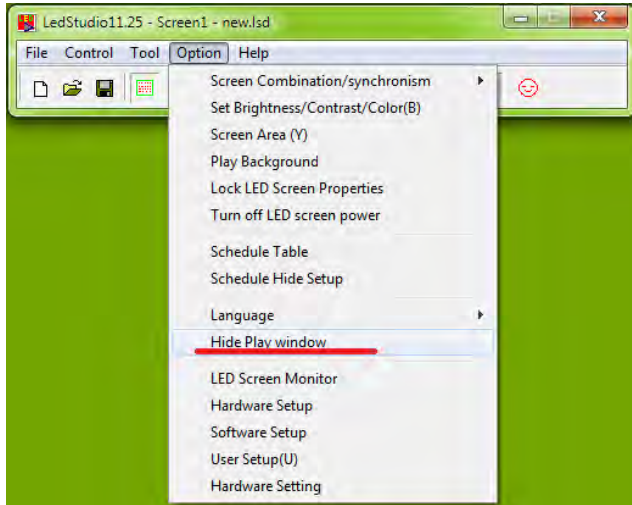 LedStudio11.25 - Screen1 - new.lsd
File Control Tool Option Help
Screen Combination/synchronism
Set Brightness/Contrast/Color(B)
Screen Area (Y)
Play Background
Lock LED Screen Properties
Turn off LED screen power
Schedule Table
Schedule Hide Setup
Language
Hide Play window
LED Screen Monitor
Hardware Setup
Software Setup
User Setup(U)
Hardware Setting